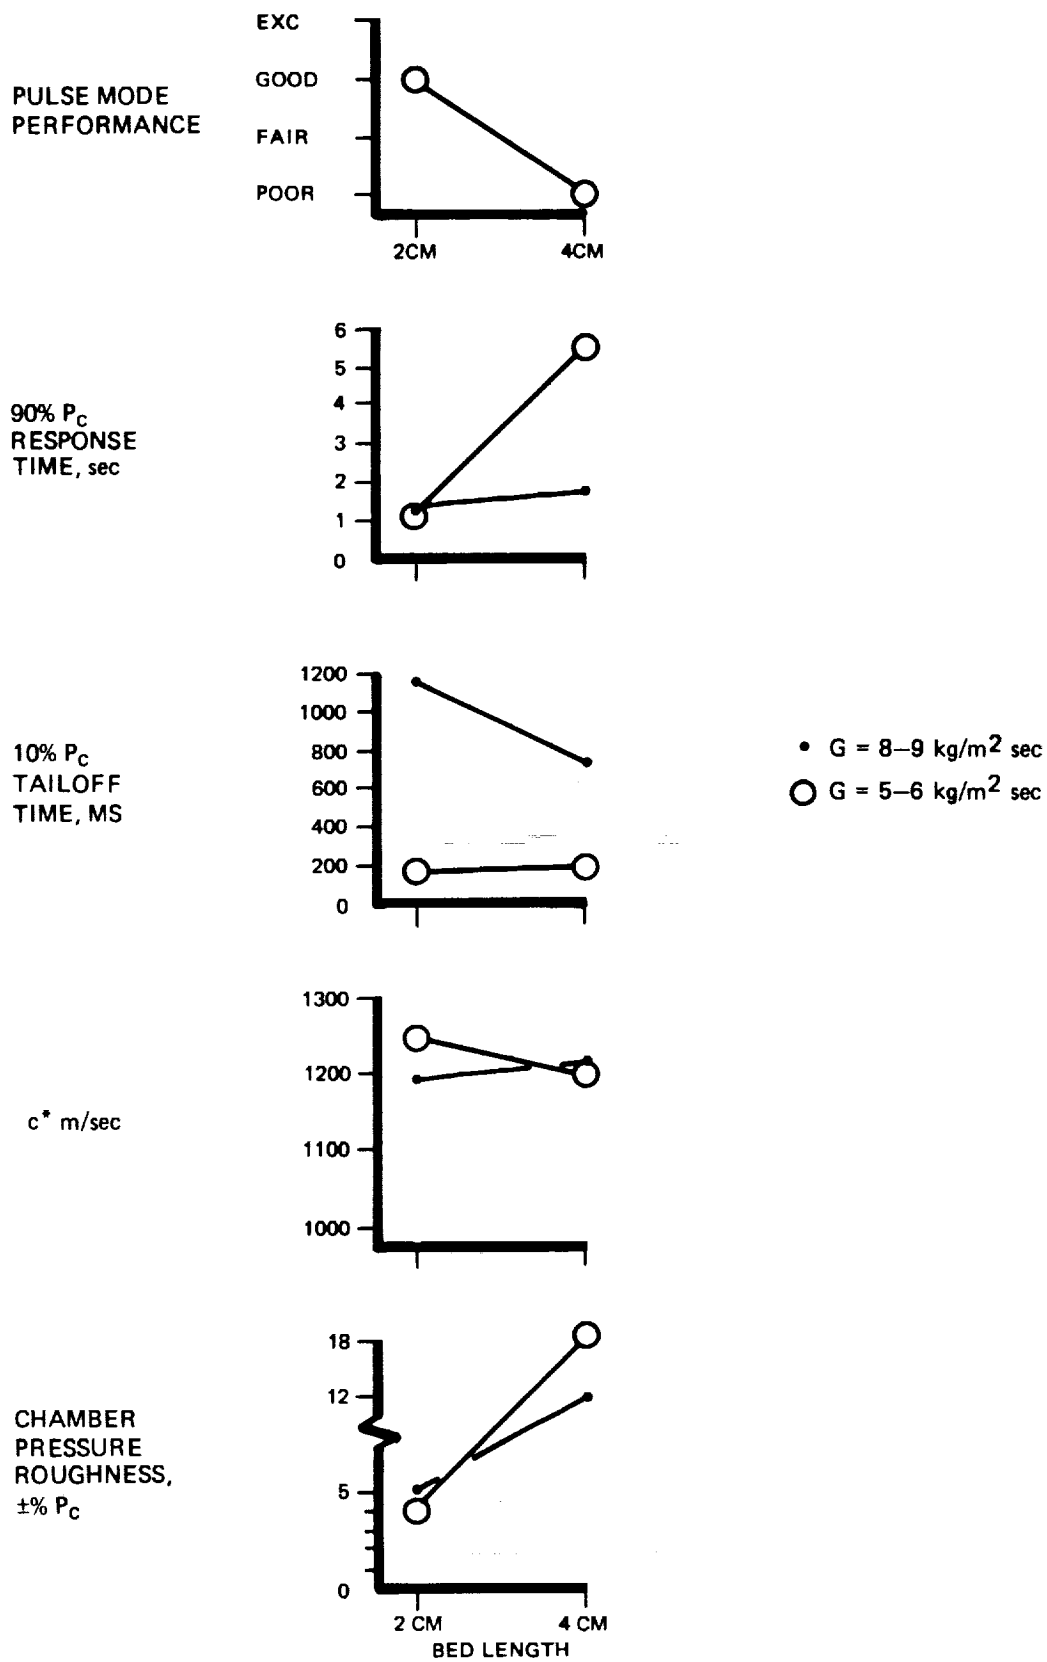 PULSE MODE
PERFORMANCE
EXC
GOOD
FAIR
POOR
2CM
4CM
90% Pc
RESPONSE
TIME, sec
6
5
4
3
2
1
0
10% Pc
TAILOFF
TIME, MS
1200
1000
800
600
400
200
0
• G = 8–9 kg/m² sec
○ G = 5–6 kg/m² sec
c* m/sec
1300
1200
1100
1000
CHAMBER
PRESSURE
ROUGHNESS,
±% Pc
18
12
5
0
2 CM
4 CM
BED LENGTH